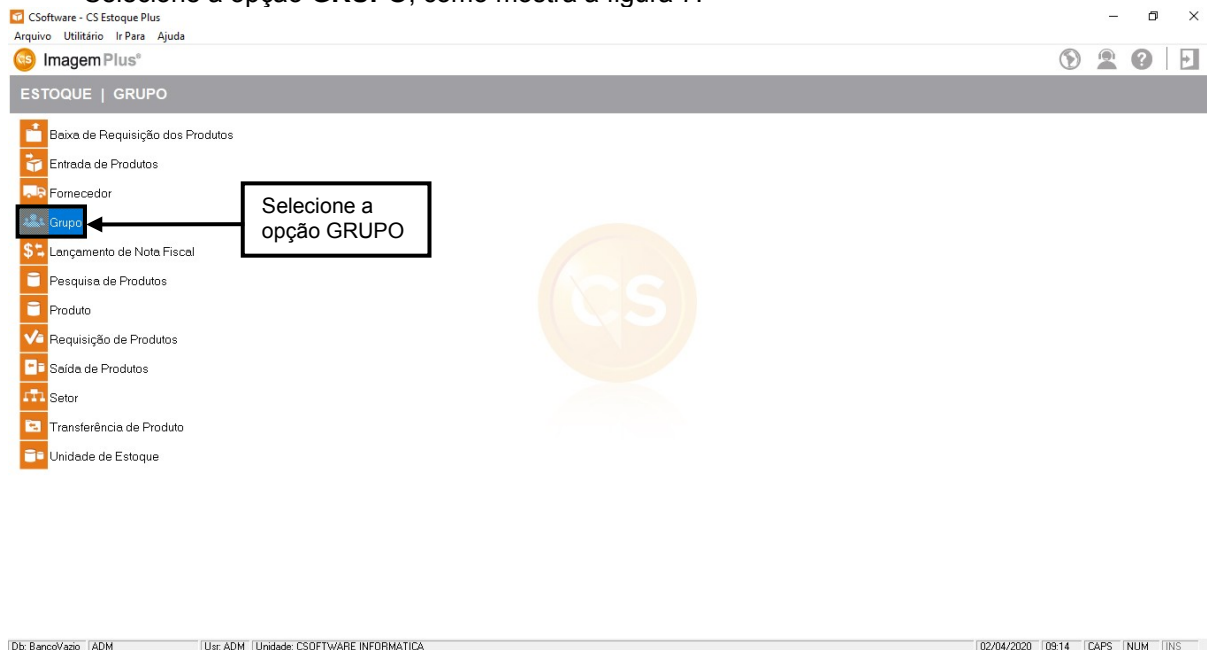 Selecione a opção GRUPO, como mostra a figura
CSoftware - CS Estoque Plus
Arquivo Utilitário Ir Para Ajuda
CS ImagemPlus®
ESTOQUE | GRUPO
Baixa de Requisição dos Produtos
Entrada de Produtos
Fornecedor
Grupo
Selecione a
opção GRUPO
Lançamento de Nota Fiscal
Pesquisa de Produtos
Produto
Requisição de Produtos
Saída de Produtos
Setor
Transferência de Produto
Unidade de Estoque
CS
Db: BancoVazio ADM Usr: ADM Unidade: CSOFTWARE INFORMATICA 02/04/2020 09:14 CAPS NUM INS